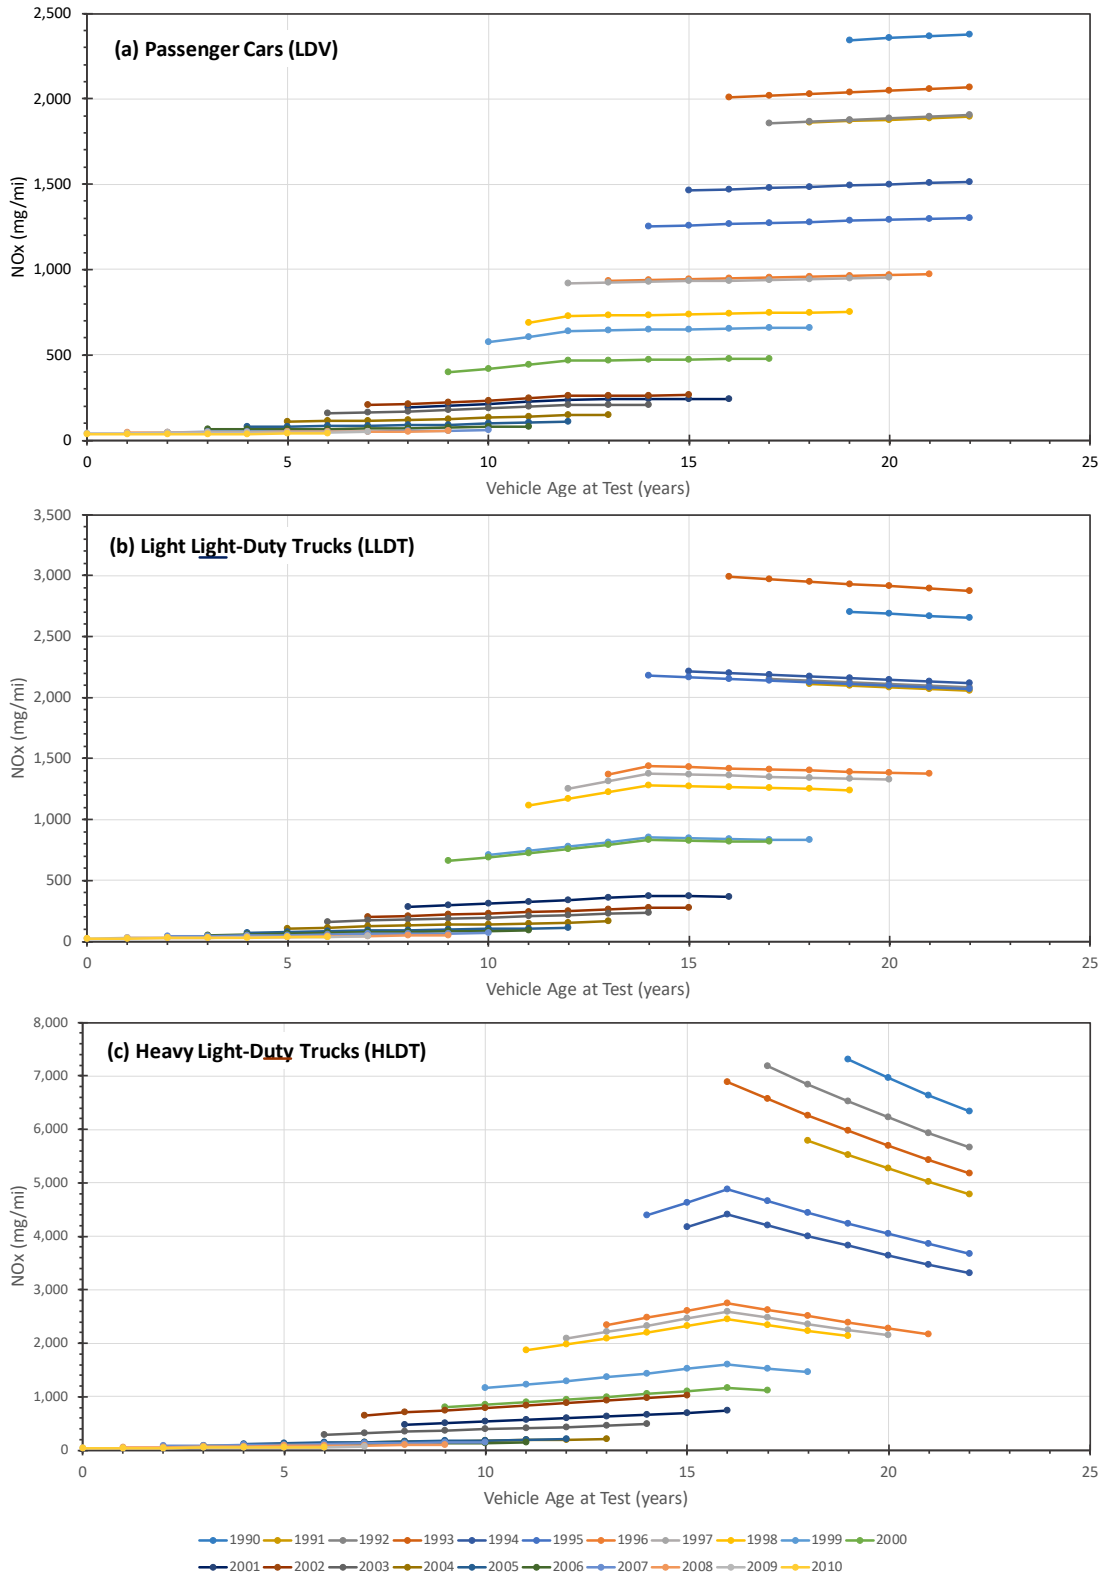 (a) Passenger Cars (LDV)
2,500
2,000
1,500
1,000
500
0
NOx (mg/mi)
0 5 10 15 20 25
Vehicle Age at Test (years)
(b) Light Light-Duty Trucks (LLDT)
3,500
3,000
2,500
2,000
1,500
1,000
500
0
NOx (mg/mi)
0 5 10 15 20 25
Vehicle Age at Test (years)
(c) Heavy Light-Duty Trucks (HLDT)
8,000
7,000
6,000
5,000
4,000
3,000
2,000
1,000
0
NOx (mg/mi)
0 5 10 15 20 25
Vehicle Age at Test (years)
1990 1991 1992 1993 1994 1995 1996 1997 1998 1999 2000
2001 2002 2003 2004 2005 2006 2007 2008 2009 2010